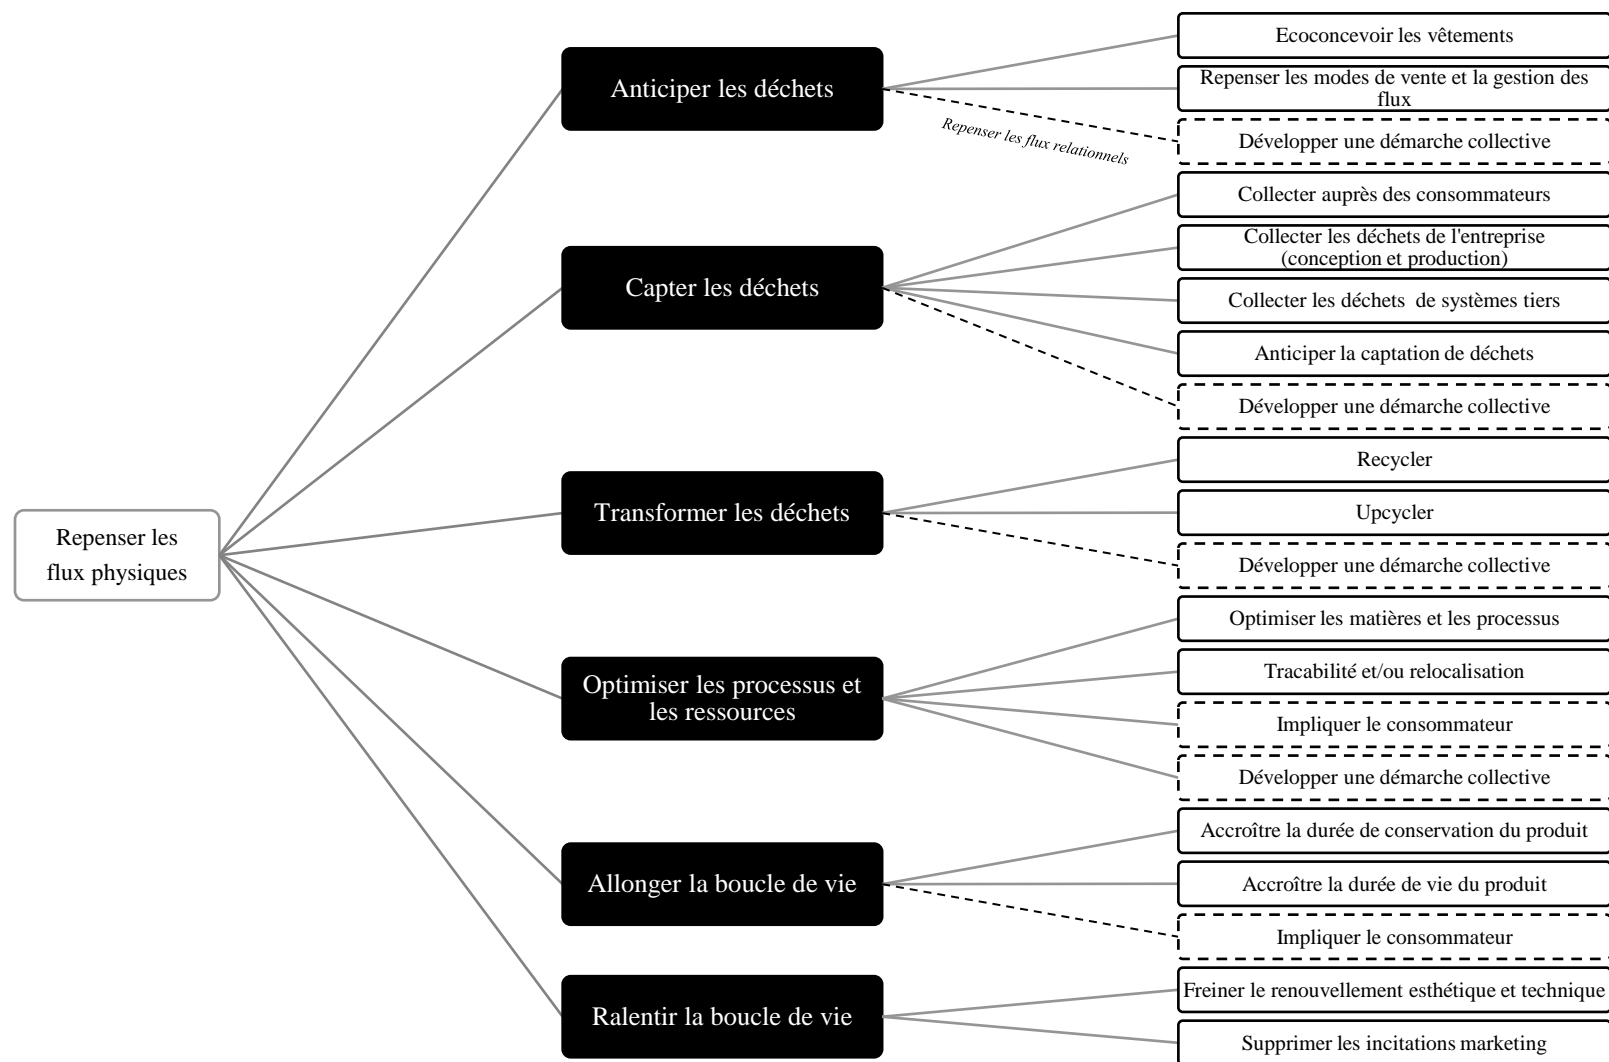 Repenser les
flux physiques
Anticiper les déchets
Ecoconcevoir les vêtements
Repenser les modes de vente et la gestion des
flux
Repenser les flux relationnels
Développer une démarche collective
Capter les déchets
Collecter auprès des consommateurs
Collecter les déchets de l'entreprise
(conception et production)
Collecter les déchets  de systèmes tiers
Anticiper la captation de déchets
Développer une démarche collective
Transformer les déchets
Recycler
Upcycler
Développer une démarche collective
Optimiser les processus et
les ressources
Optimiser les matières et les processus
Tracabilité et/ou relocalisation
Impliquer le consommateur
Développer une démarche collective
Allonger la boucle de vie
Accroître la durée de conservation du produit
Accroître la durée de vie du produit
Impliquer le consommateur
Ralentir la boucle de vie
Freiner le renouvellement esthétique et technique
Supprimer les incitations marketing